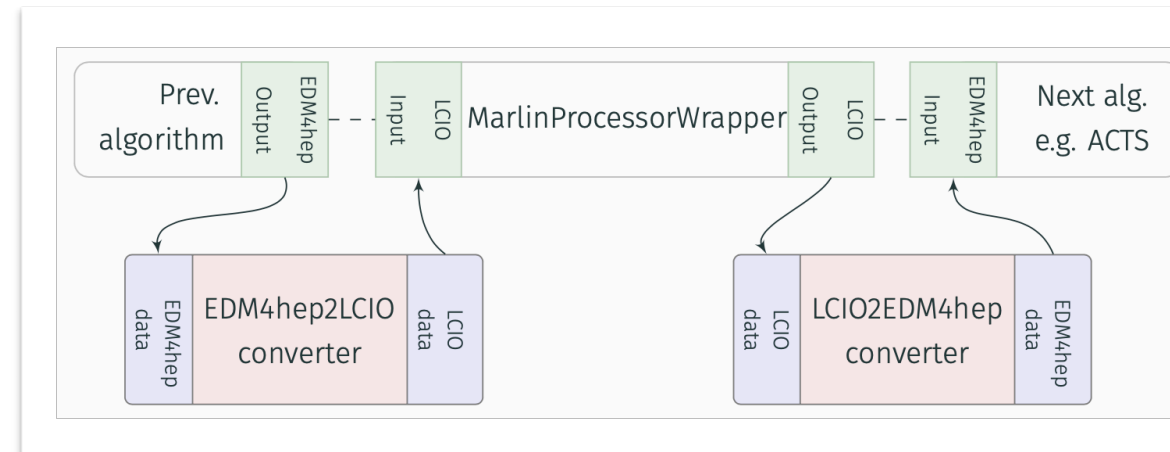 Prev.
algorithm
EDM4hep
Output
LCIO
Input
MarlinProcessorWrapper
LCIO
Output
EDM4hep
Input
Next alg.
e.g. ACTS
EDM4hep
data
EDM4hep2LCIO
converter
LCIO
data
LCIO
data
LCIO2EDM4hep
converter
EDM4hep
data